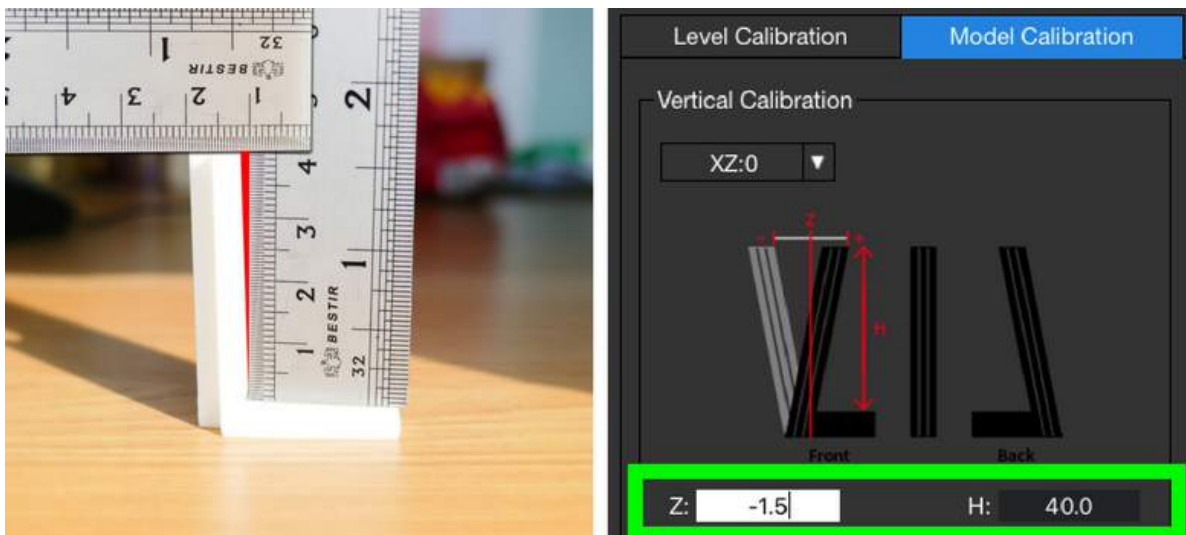 32
1
BESTIR
5 4 3 2 1
2
4
3
1
2
BESTIR
1
32
Level Calibration
Model Calibration
Vertical Calibration
XZ:0
Z
- +
H
Front
Back
Z: -1.5
H: 40.0